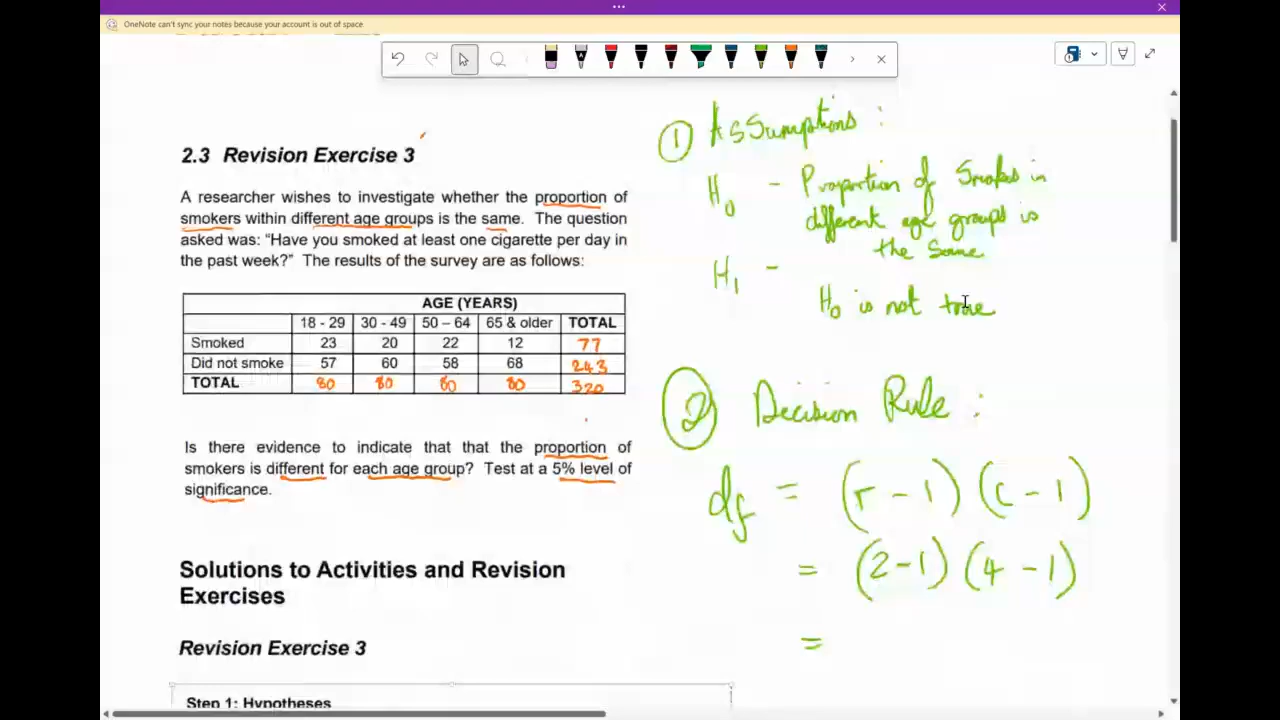 OneNote can't sync your notes because your account is out of space
2.3 Revision Exercise 3
A researcher wishes to investigate whether the proportion of
smokers within different age groups is the same. The question
asked was: "Have you smoked at least one cigarette per day in
the past week?" The results of the survey are as follows:
AGE (YEARS)
18 - 29 30 - 49 50 – 64 65 & older TOTAL
Smoked 23 20 22 12 77
Did not smoke 57 60 58 68 243
TOTAL 80 80 80 80 320
Is there evidence to indicate that that the proportion of
smokers is different for each age group? Test at a 5% level of
significance.
Solutions to Activities and Revision
Exercises
Revision Exercise 3
Step 1: Hypotheses
① Assumptions :
H₀ - Proportion of Smokes in
different age groups is
the same
H₁ -
H₀ is not true
② Decision Rule :
df = (r - 1) (c - 1)
= (2 - 1) (4 - 1)
=